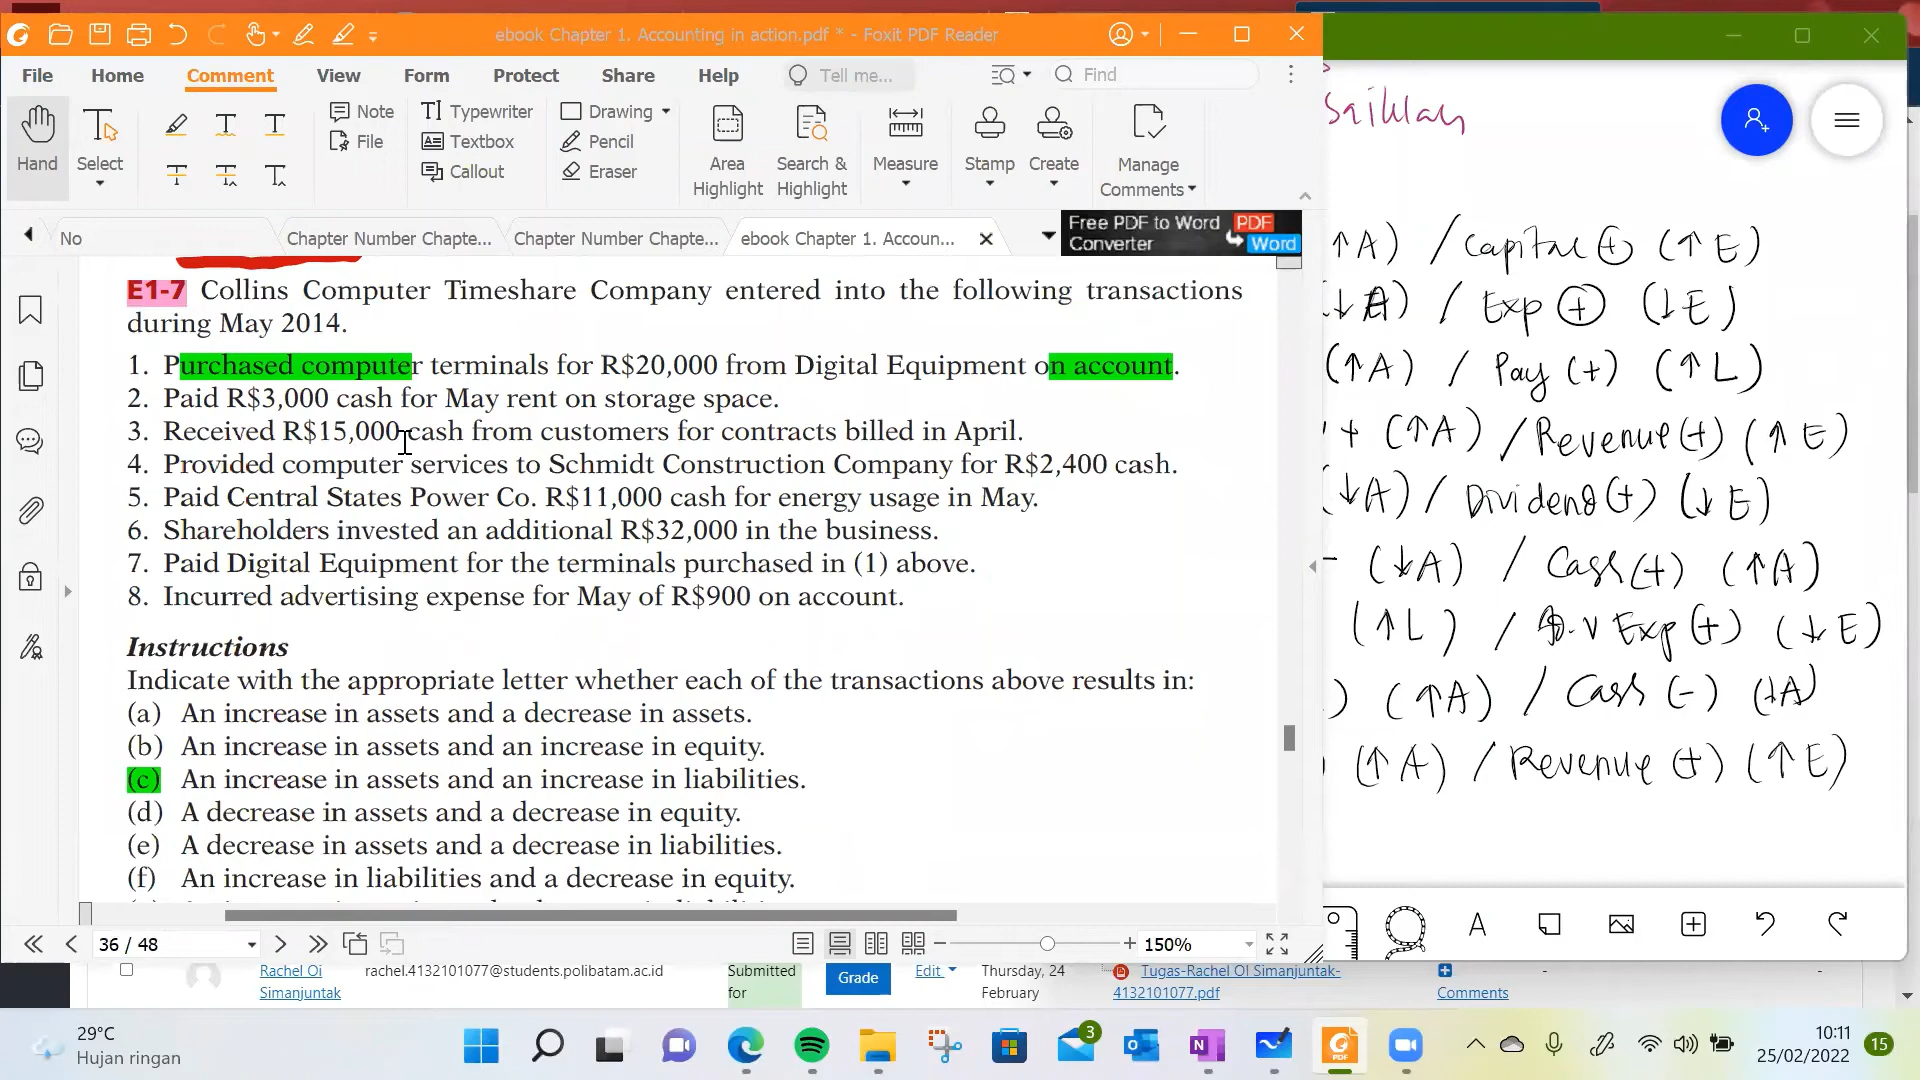 ebook Chapter 1. Accounting in action.pdf * - Foxit PDF Reader
File Home Comment View Form Protect Share Help Tell me... Find
Hand
Select
Note
File
Typewriter
Textbox
Callout
Drawing
Pencil
Eraser
Area
Highlight
Search &
Highlight
Measure
Stamp
Create
Manage
Comments
No
Chapter Number Chapte...
Chapter Number Chapte...
ebook Chapter 1. Accoun...
Free PDF to Word
Converter
PDF
Word
E1-7 Collins Computer Timeshare Company entered into the following transactions
during May 2014.
1. Purchased computer terminals for R$20,000 from Digital Equipment on account.
2. Paid R$3,000 cash for May rent on storage space.
3. Received R$15,000 cash from customers for contracts billed in April.
4. Provided computer services to Schmidt Construction Company for R$2,400 cash.
5. Paid Central States Power Co. R$11,000 cash for energy usage in May.
6. Shareholders invested an additional R$32,000 in the business.
7. Paid Digital Equipment for the terminals purchased in (1) above.
8. Incurred advertising expense for May of R$900 on account.
Instructions
Indicate with the appropriate letter whether each of the transactions above results in:
(a) An increase in assets and a decrease in assets.
(b) An increase in assets and an increase in equity.
(c) An increase in assets and an increase in liabilities.
(d) A decrease in assets and a decrease in equity.
(e) A decrease in assets and a decrease in liabilities.
(f) An increase in liabilities and a decrease in equity.
36 / 48
150%
↑A) / Capital (+) (↑E)
(↓A) / Exp (+) (↓E)
(↑A) / Pay (+) (↑L)
+ (↑A) / Revenue (+) (↑E)
(↓A) / Dividend (+) (↓E)
- (↓A) / Cash (+) (↑A)
(↑L) / Exp (+) (↓E)
) (↑A) / Cash (-) (↓A)
) (↑A) / Revenue (+) (↑E)
A
Rachel Oi
Simanjuntak
rachel.4132101077@students.polibatam.ac.id
Submitted
for
Grade
Edit
Thursday, 24
February
Tugas-Rachel OI Simanjuntak-
4132101077.pdf
Comments
-
-
29°C
Hujan ringan
3
10:11
25/02/2022
15